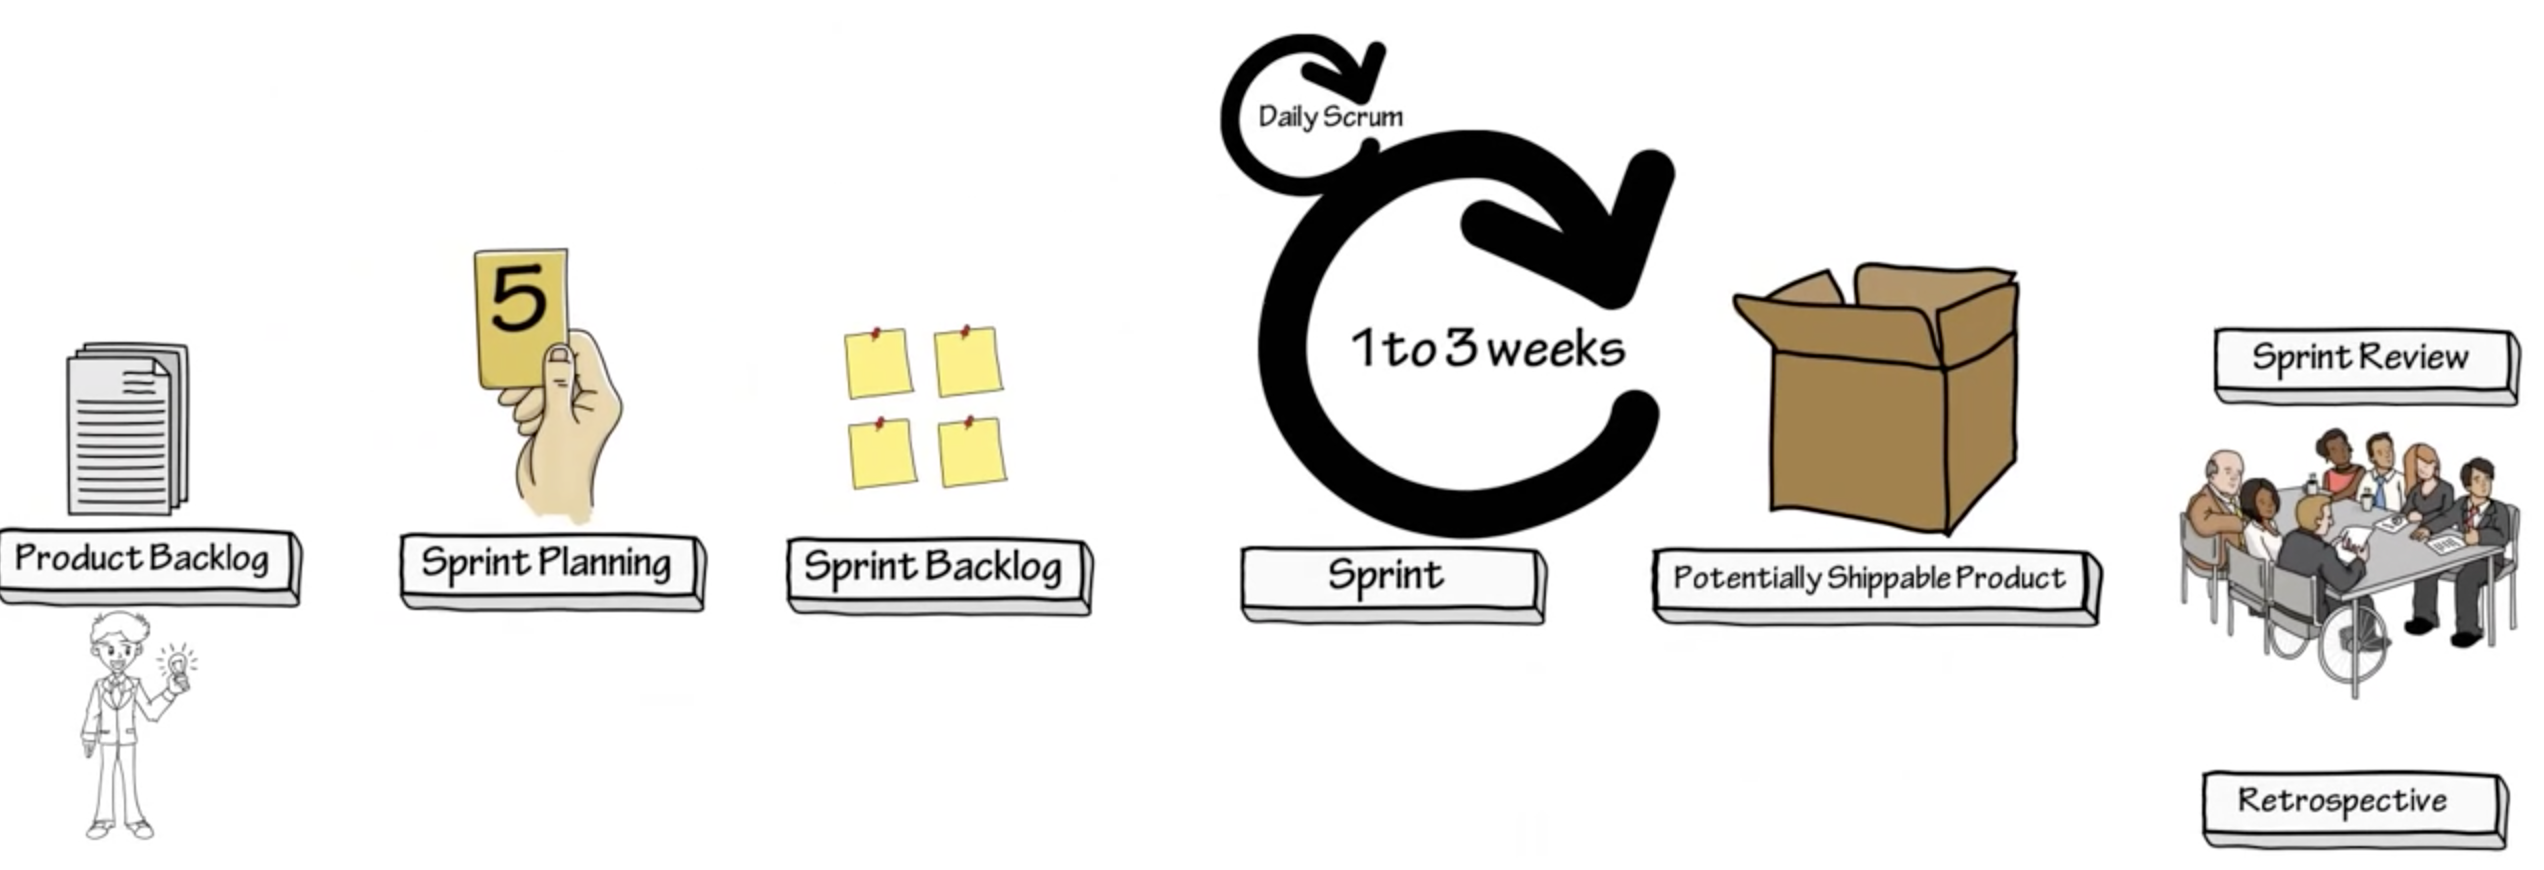 Product Backlog
5
Sprint Planning
Sprint Backlog
Daily Scrum
1 to 3 weeks
Sprint
Potentially Shippable Product
Sprint Review
Retrospective